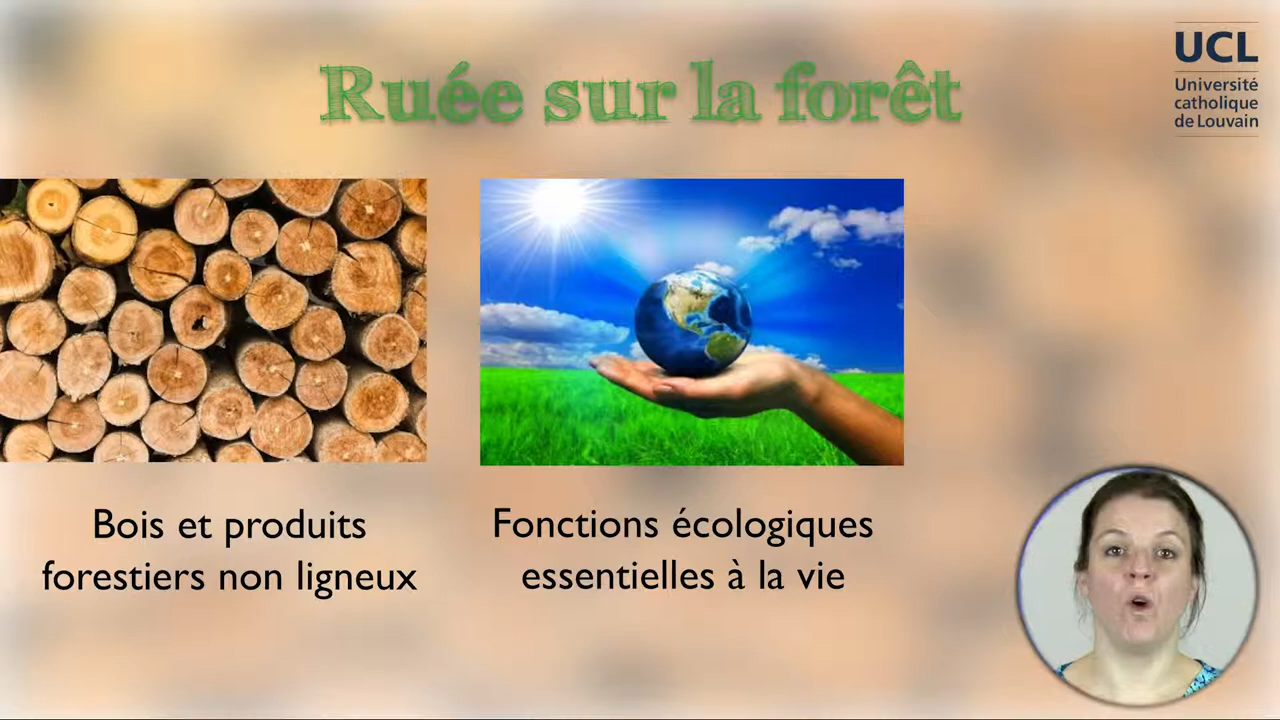 Ruée sur la forêt
UCL
Université
catholique
de Louvain
Bois et produits
forestiers non ligneux
Fonctions écologiques
essentielles à la vie